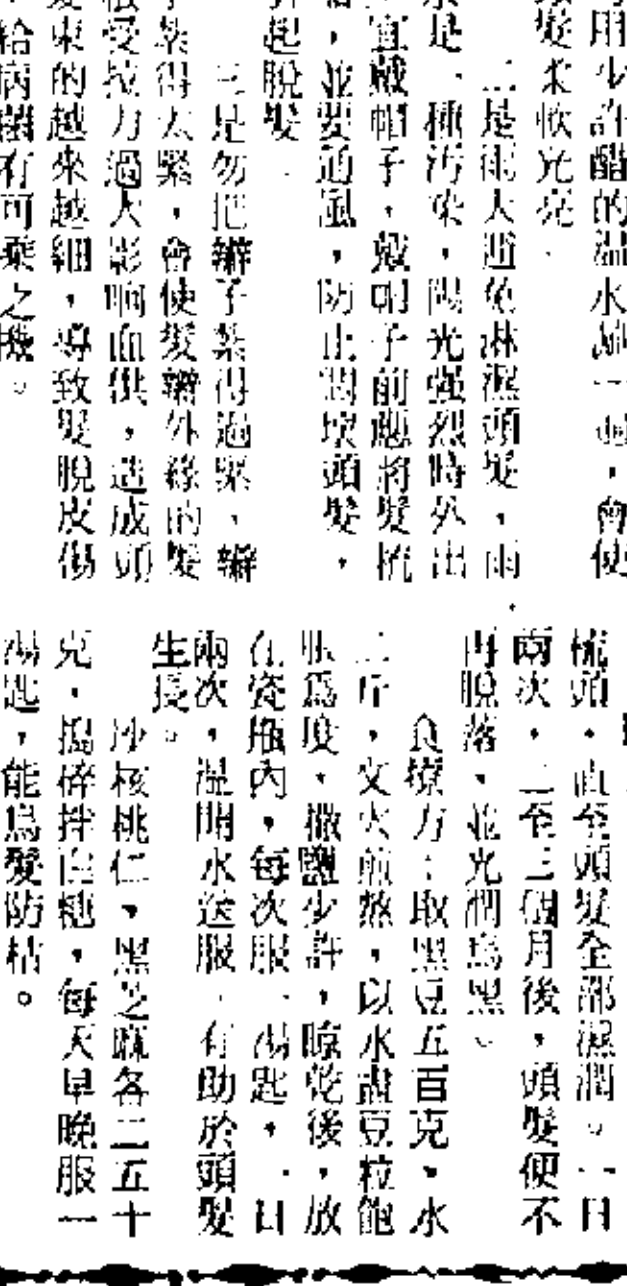 用少許醋的温水漂一遍，會使
髮柔軟光亮。
二是雨大避免淋濕頭髮，雨
水是一種污染，陽光强烈時外出
宜戴帽子，戴帽子前應將髮梳
，並要通風，防止悶壞頭髮，
起脫髮。
三是勿把辮子紮得過緊，辮
子紮得太緊，會使髮辮外緣的髮
根受拉力過大影响血供，造成頭
髮束的越來越細，導致髮脫皮傷
，給病菌有可乘之機。
梳頭，直至頭髮全部濕潤。一日
兩次，二至三個月後，頭髮便不
再脫落，並光潤烏黑。
食療方：取黑豆五百克，水
二斤，文火煎熬，以水盡豆粒飽
脹爲度，撒鹽少許，晾乾後，放
在瓷瓶內，每次服一湯匙，一日
兩次，溫開水送服，有助於頭髮
生長。
沙核桃仁，黑芝麻各二五十
克，搗碎拌白糖，每天早晚服一
湯匙，能烏髮防枯。